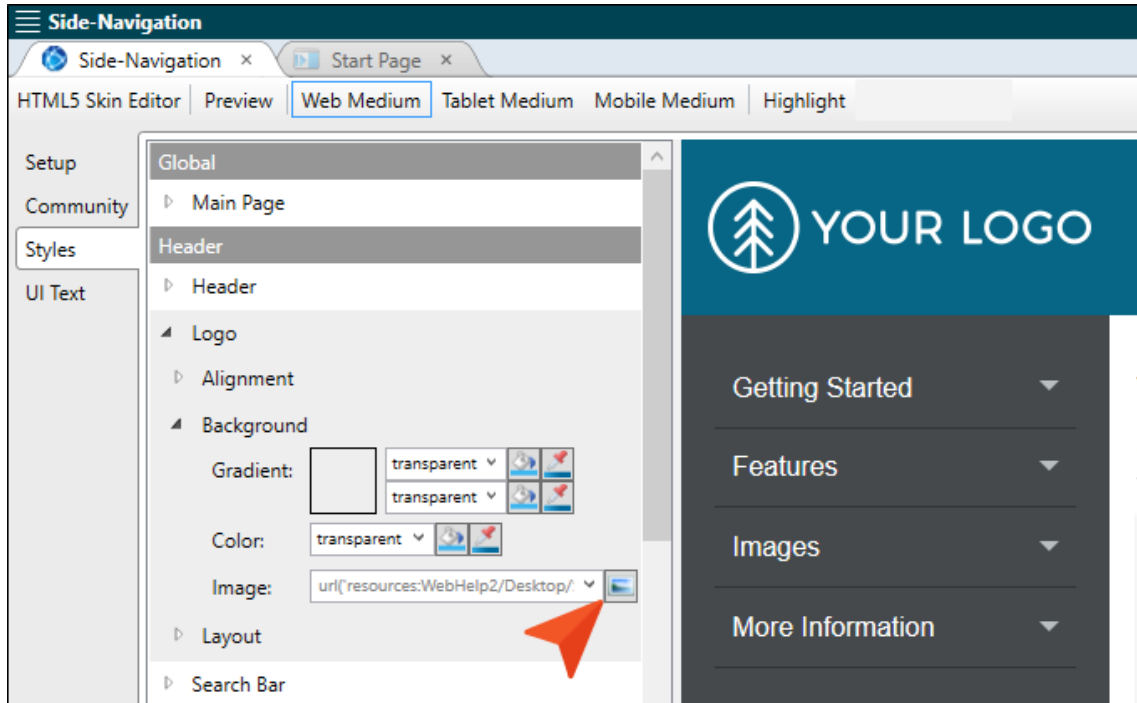 Side-Navigation
Side-Navigation × Start Page ×
HTML5 Skin Editor Preview Web Medium Tablet Medium Mobile Medium Highlight
Setup
Community
Styles
UI Text
Global
Main Page
Header
Header
Logo
Alignment
Background
Gradient: transparent
transparent
Color: transparent
Image: url('resources:WebHelp2/Desktop/
Layout
Search Bar
YOUR LOGO
Getting Started
Features
Images
More Information